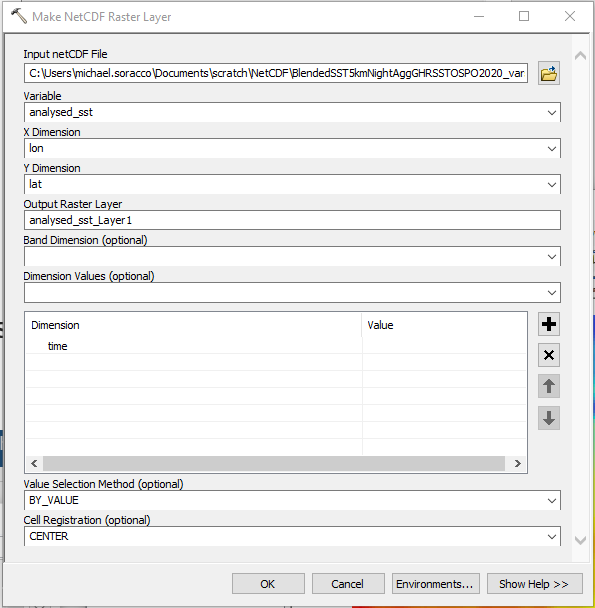 Make NetCDF Raster Layer
Input netCDF File
C:\Users\michael.soracco\Documents\scratch\NetCDF\BlendedSST5kmNightAggGHRSSTOSPO2020_var
Variable
analysed_sst
X Dimension
lon
Y Dimension
lat
Output Raster Layer
analysed_sst_Layer1
Band Dimension (optional)
Dimension Values (optional)
Dimension Value
time
Value Selection Method (optional)
BY_VALUE
Cell Registration (optional)
CENTER
OK Cancel Environments... Show Help >>